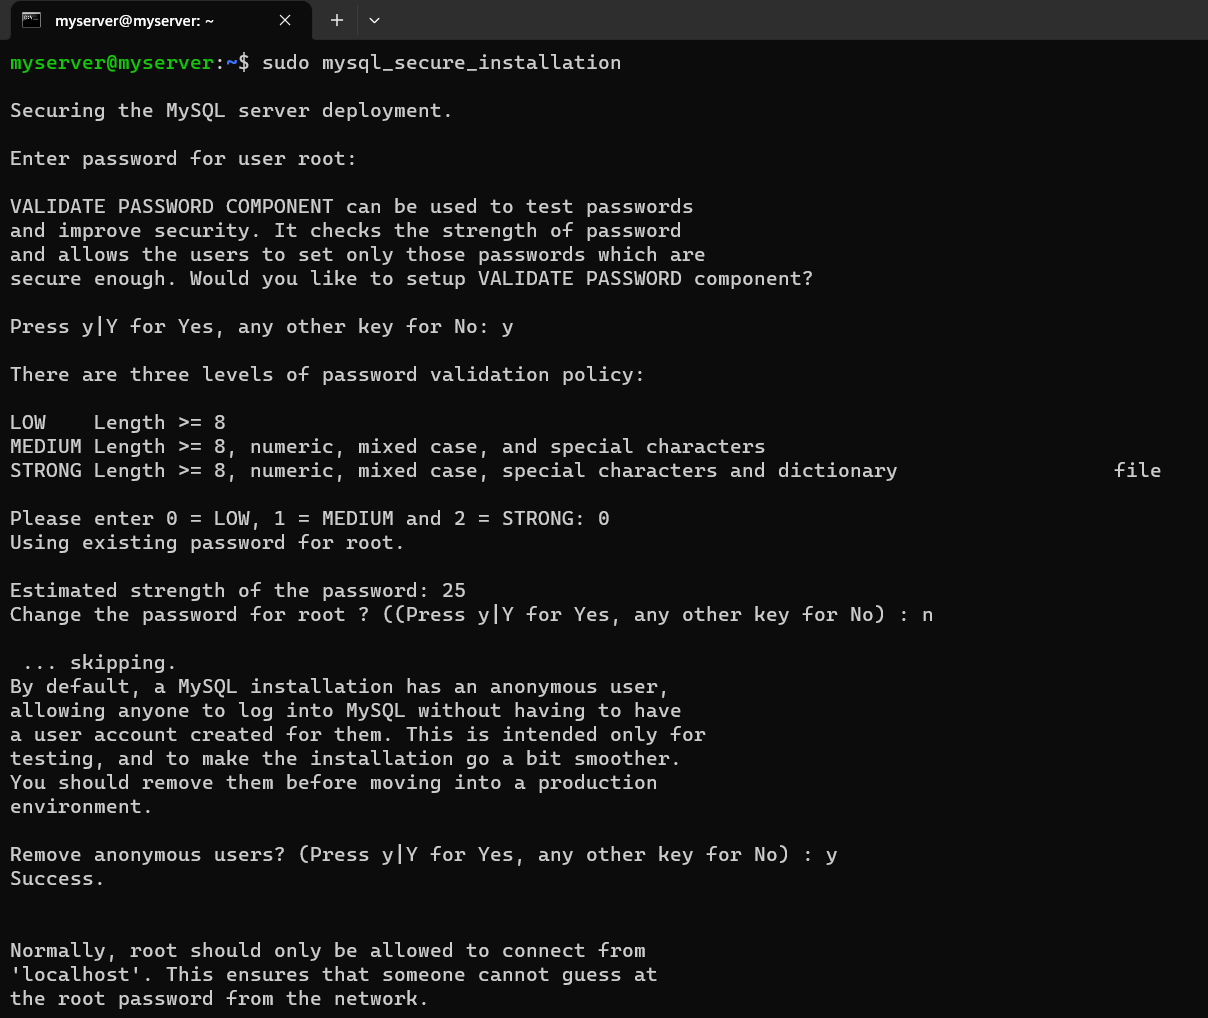 myserver@myserver: ~
myserver@myserver:~$ sudo mysql_secure_installation
Securing the MySQL server deployment.
Enter password for user root:
VALIDATE PASSWORD COMPONENT can be used to test passwords
and improve security. It checks the strength of password
and allows the users to set only those passwords which are
secure enough. Would you like to setup VALIDATE PASSWORD component?
Press y|Y for Yes, any other key for No: y
There are three levels of password validation policy:
LOW    Length >= 8
MEDIUM Length >= 8, numeric, mixed case, and special characters
STRONG Length >= 8, numeric, mixed case, special characters and dictionary                  file
Please enter 0 = LOW, 1 = MEDIUM and 2 = STRONG: 0
Using existing password for root.
Estimated strength of the password: 25
Change the password for root ? ((Press y|Y for Yes, any other key for No) : n
 ... skipping.
By default, a MySQL installation has an anonymous user,
allowing anyone to log into MySQL without having to have
a user account created for them. This is intended only for
testing, and to make the installation go a bit smoother.
You should remove them before moving into a production
environment.
Remove anonymous users? (Press y|Y for Yes, any other key for No) : y
Success.
Normally, root should only be allowed to connect from
'localhost'. This ensures that someone cannot guess at
the root password from the network.